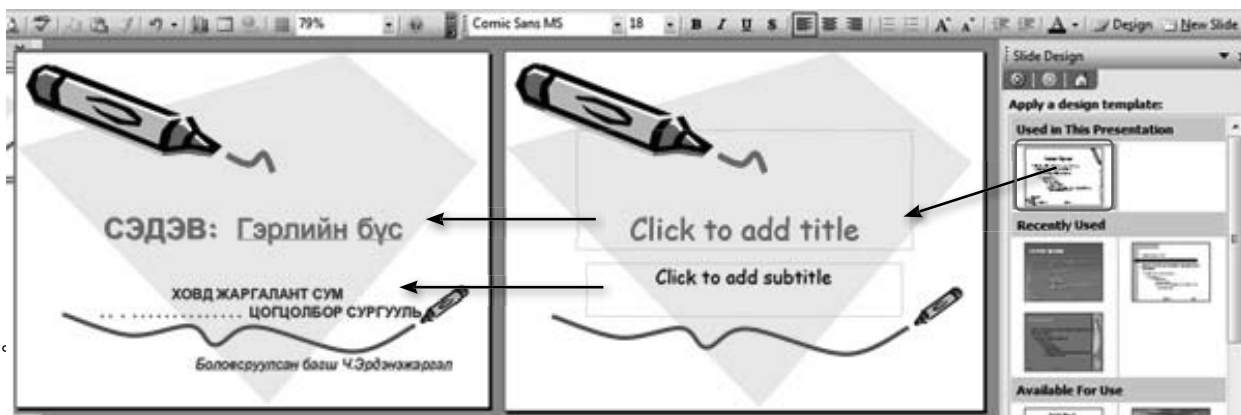 79%
Comic Sans MS
18
B I U S
A A
A
Design
New Slide
СЭДЭВ: Гэрлийн бүс
ХОВД ЖАРГАЛАНТ СУМ
.. . .............. ЦОГЦОЛБОР СУРГУУЛЬ
Боловсруулсан багш Ч.Эрдэнэжаргал
Click to add title
Click to add subtitle
Slide Design
Apply a design template:
Used in This Presentation
Recently Used
Available For Use